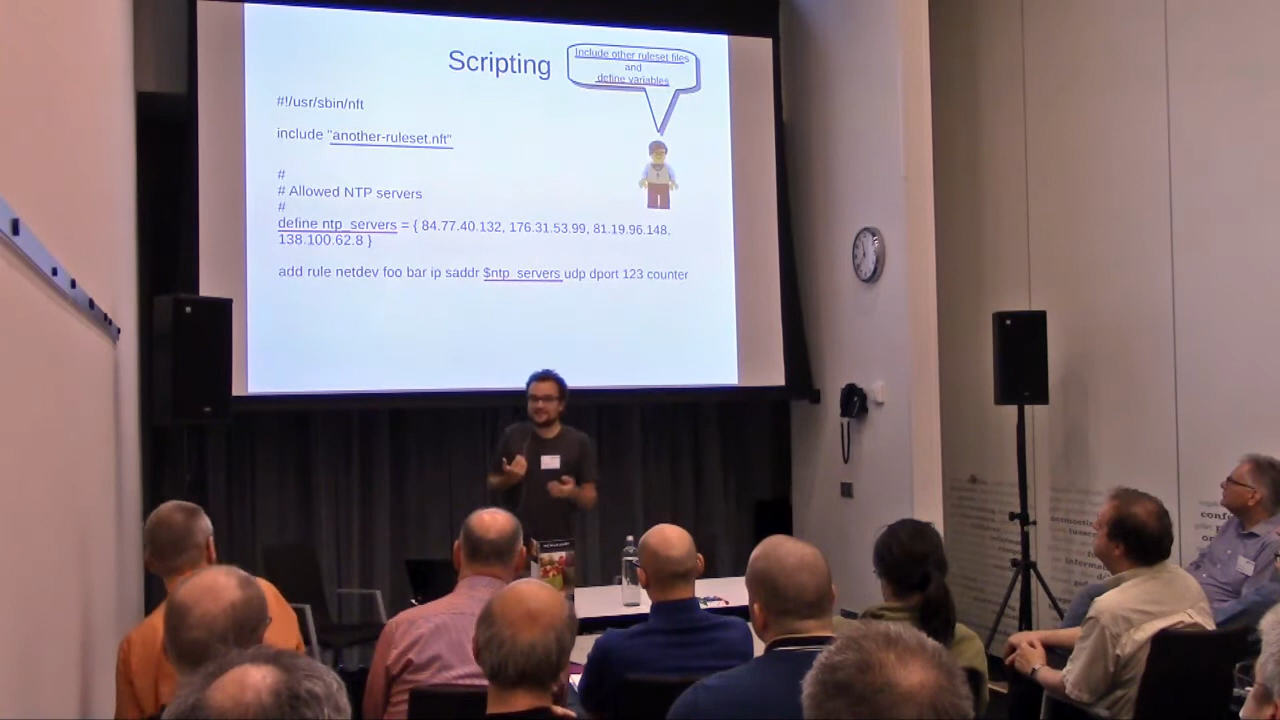 Scripting
Include other ruleset files
and
define variables
#!/usr/sbin/nft
include "another-ruleset.nft"
#
# Allowed NTP servers
#
define ntp_servers = { 84.77.40.132, 176.31.53.99, 81.19.96.148,
138.100.62.8 }
add rule netdev foo bar ip saddr $ntp_servers udp dport 123 counter